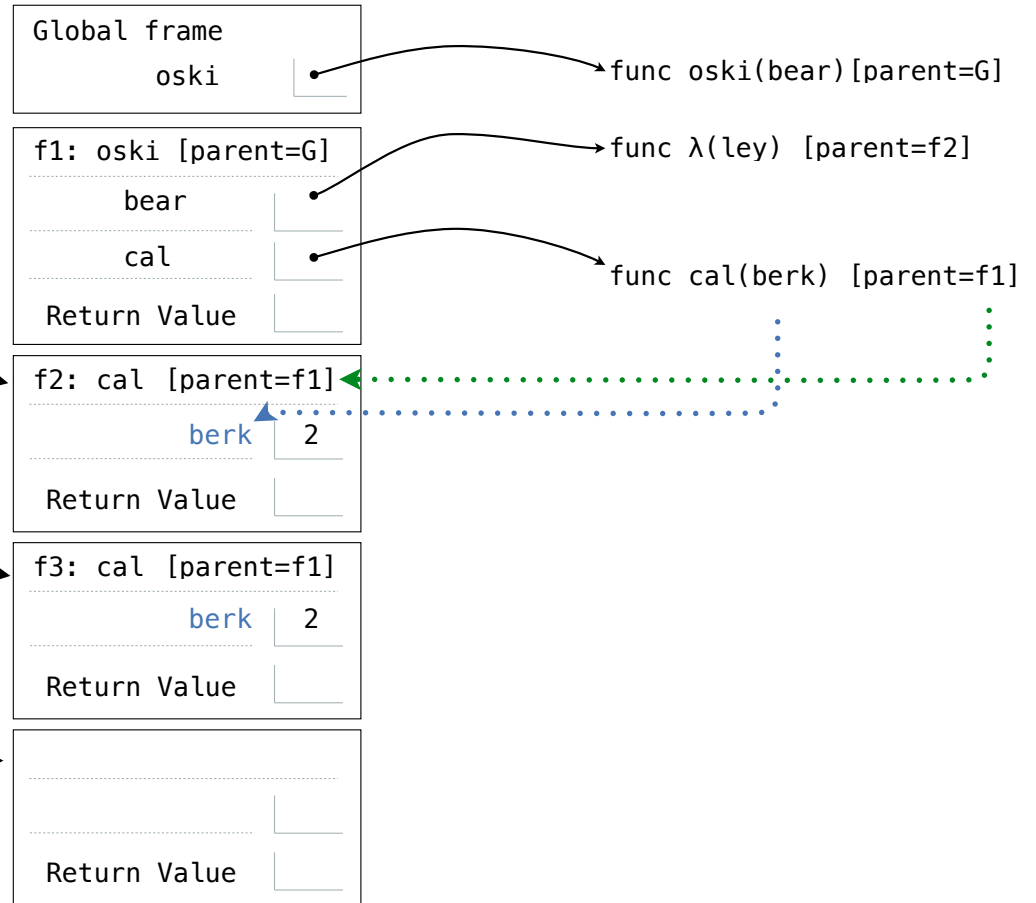 Global frame
oski
func oski(bear)[parent=G]
f1: oski [parent=G]
func λ(ley) [parent=f2]
bear
cal
func cal(berk) [parent=f1]
Return Value
f2: cal [parent=f1]
berk 2
Return Value
f3: cal [parent=f1]
berk 2
Return Value
Return Value